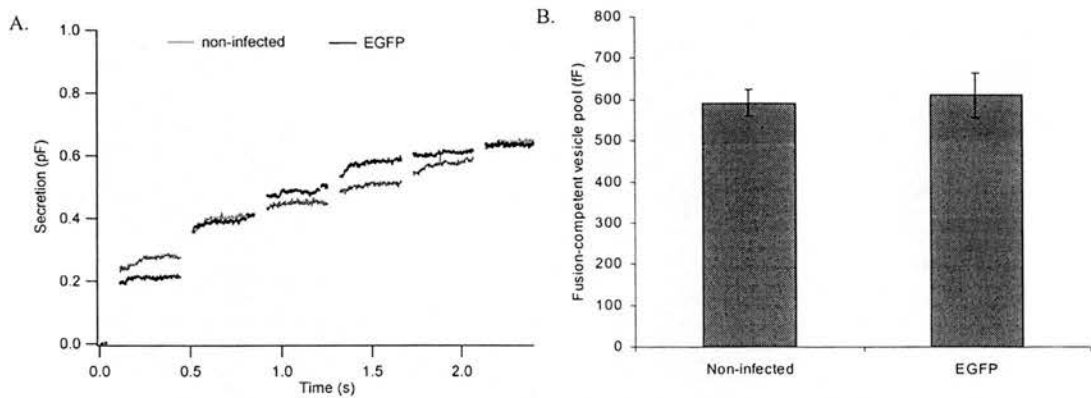 A.
non-infected
EGFP
1.0
0.8
0.6
0.4
0.2
0.0
Secretion (pF)
0.0
0.5
1.0
1.5
2.0
Time (s)
B.
800
700
600
500
400
300
200
100
0
Fusion-competent vesicle pool (fF)
Non-infected
EGFP